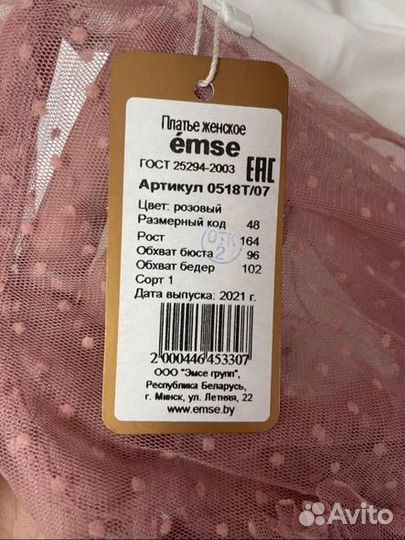 Платье женское
émse
ГОСТ 25294-2003
EAC
Артикул 0518Т/07
Цвет: розовый
Размерный код 48
Рост 164
Обхват бюста 96
Обхват бедер 102
ОТК
2
Сорт 1
Дата выпуска: 2021 г.
2 000446 453307
ООО "Эмсе групп",
Республика Беларусь,
г. Минск, ул. Летняя, 22
www.emse.by
Avito